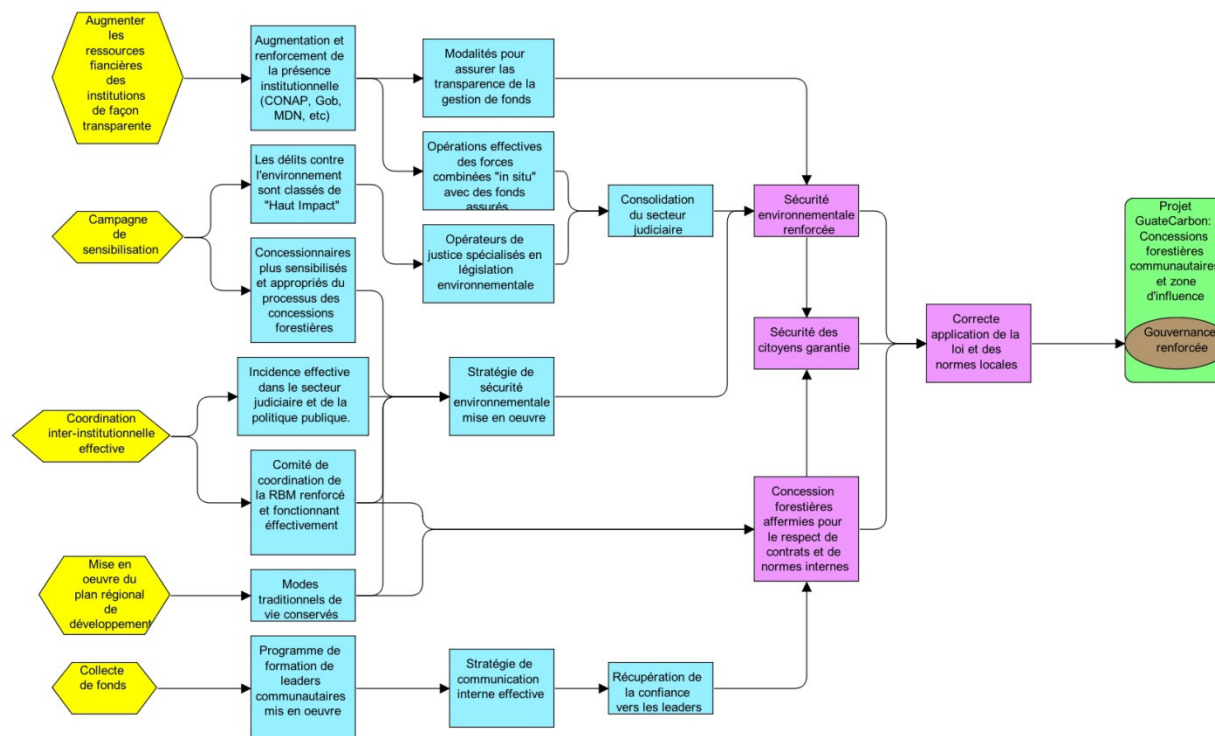 Augmenter
les
ressources
fiancières
des
institutions
de façon
transparente
Augmentation et
renforcement de
la présence
institutionnelle
(CONAP, Gob,
MDN, etc)
Modalités pour
assurer las
transparence de la
gestion de fonds
Opérations effectives
des forces
combinées "in situ"
avec des fonds
assurés
Les délits contre
l'environnement
sont classés de
"Haut Impact"
Campagne
de
sensibilisation
Concessionnaires
plus sensibilisés
et appropriés du
processus des
concessions
forestières
Opérateurs de
justice spécialisés en
législation
environnementale
Consolidation
du secteur
judiciaire
Sécurité
environnementale
renforcée
Projet
GuateCarbon:
Concessions
forestières
communautaires
et zone
d'influence
Gouvernance
renforcée
Sécurité des
citoyens garantie
Correcte
application de la
loi et des
normes locales
Incidence effective
dans le secteur
judiciaire et de la
politique publique.
Stratégie de
sécurité
environnementale
mise en oeuvre
Coordination
inter-institutionnelle
effective
Comité de
coordination de
la RBM renforcé
et fonctionnant
éffectivement
Concession
forestières
affermies pour
le respect de
contrats et de
normes internes
Mise en
oeuvre du
plan régional
de
développement
Modes
traditionnels de
vie conservés
Collecte
de fonds
Programme de
formation de
leaders
communautaires
mis en oeuvre
Stratégie de
communication
interne effective
Récupération de
la confiance
vers les leaders